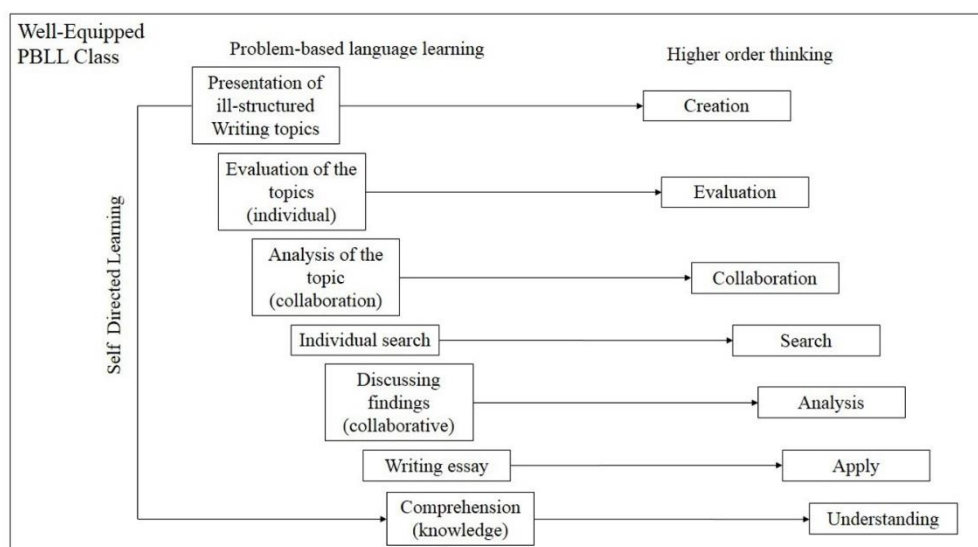 Well-Equipped
PBLL Class
Problem-based language learning
Higher order thinking
Presentation of
ill-structured
Writing topics
Creation
Evaluation of the
topics
(individual)
Evaluation
Analysis of the
topic
(collaboration)
Collaboration
Individual search
Search
Discussing
findings
(collaborative)
Analysis
Writing essay
Apply
Comprehension
(knowledge)
Understanding
Self Directed Learning